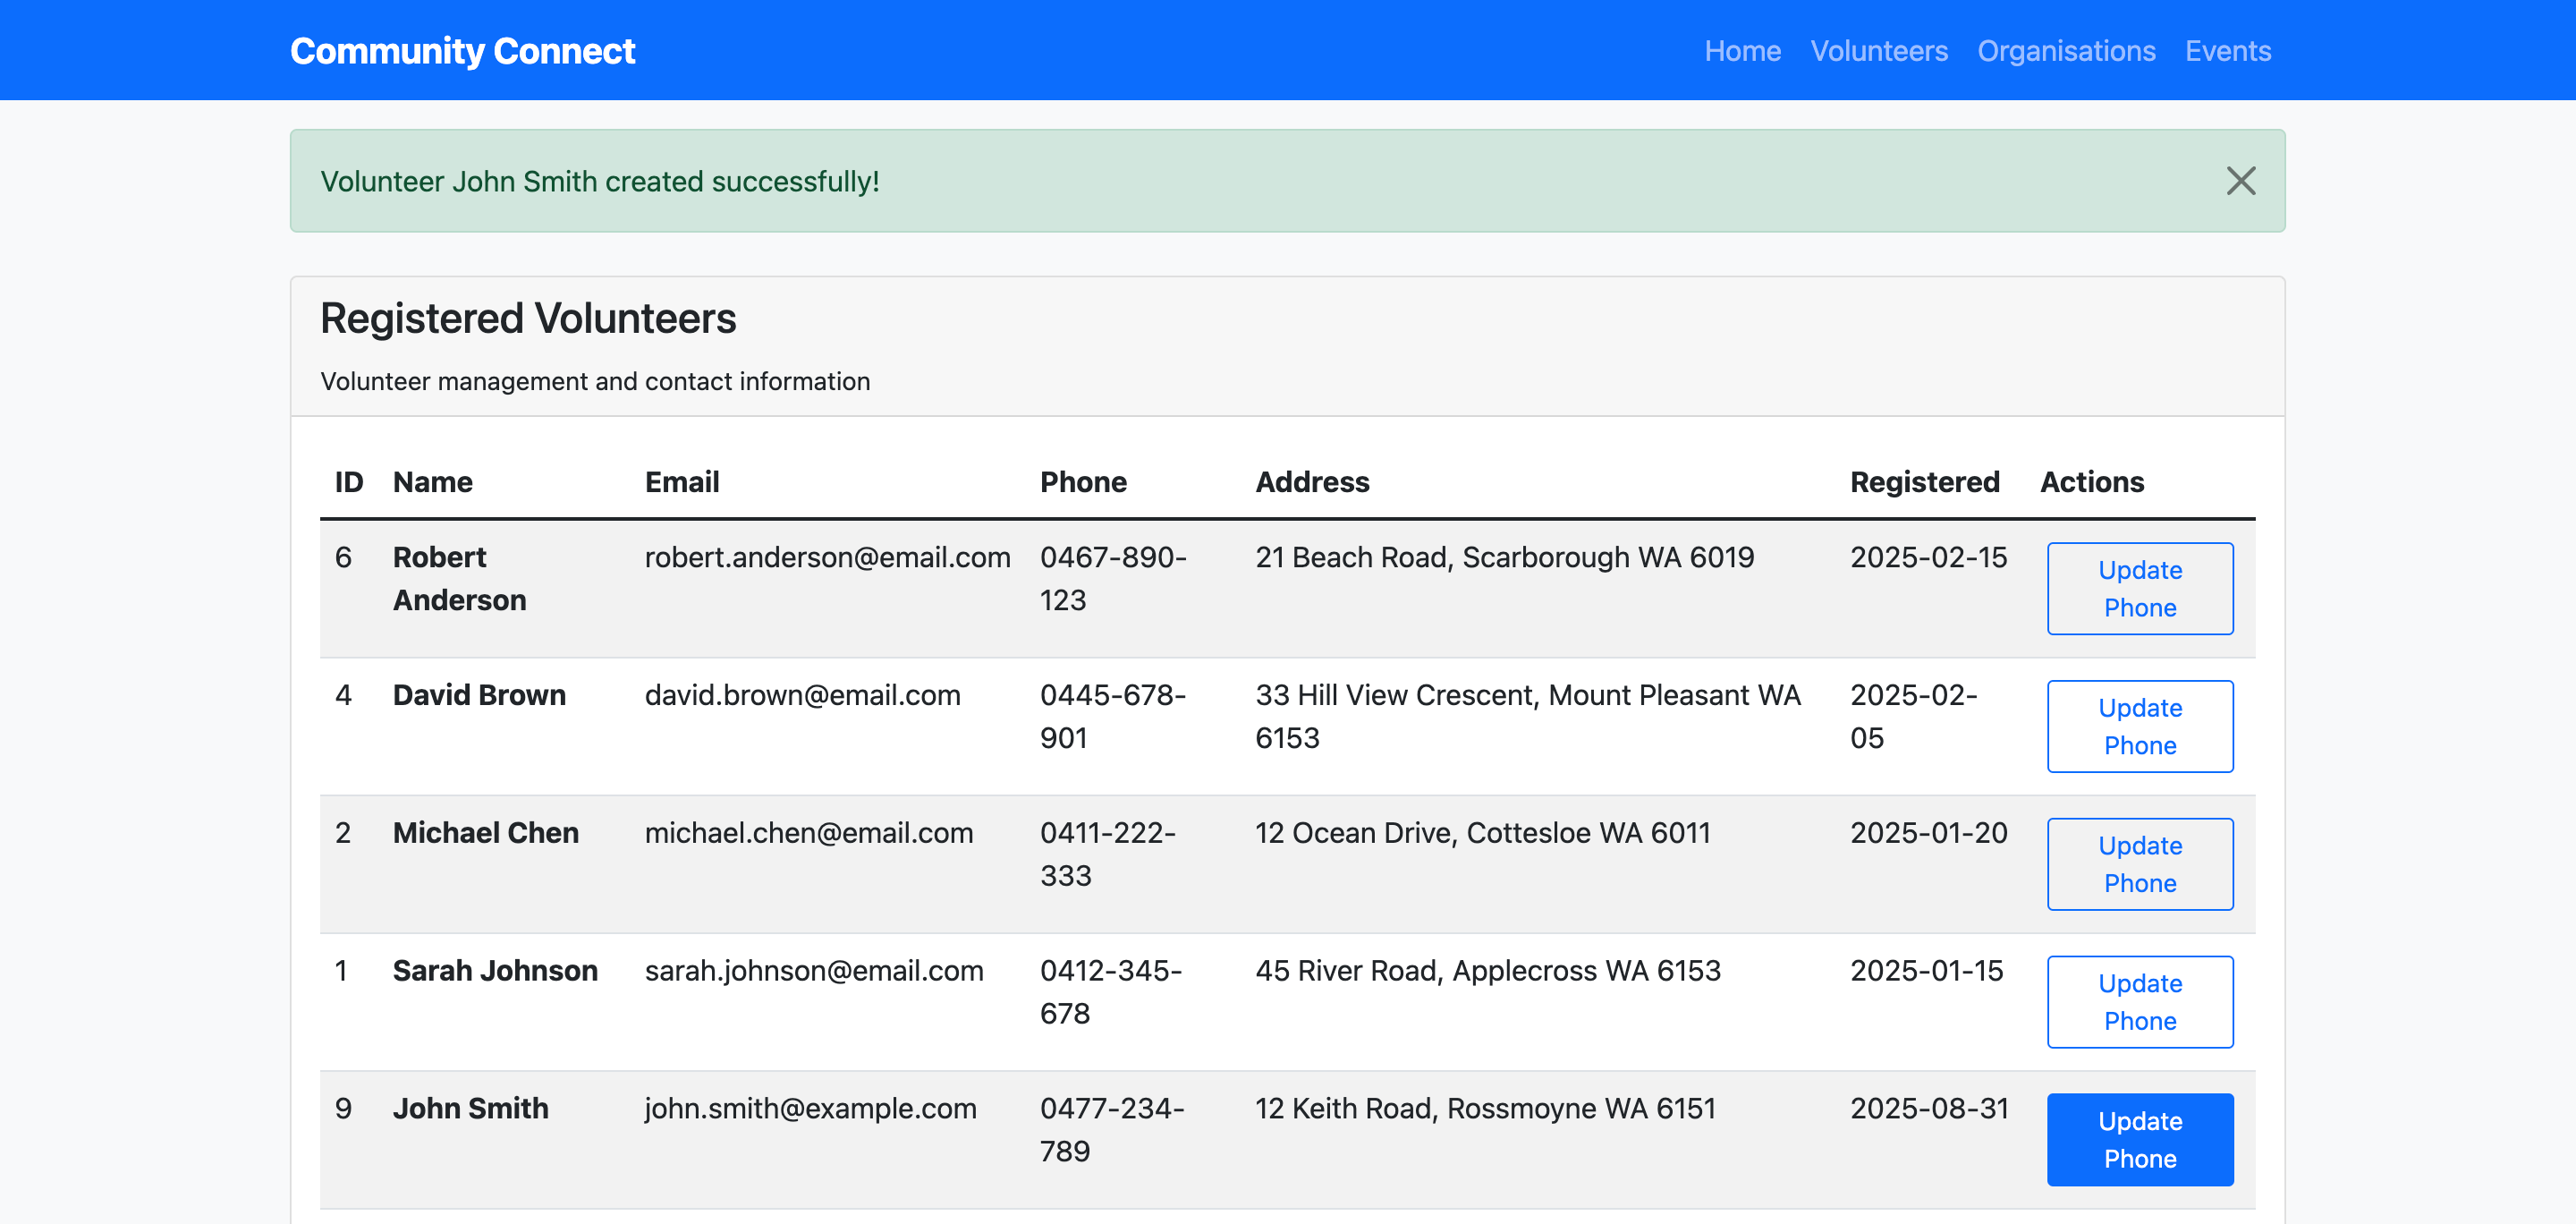 Community Connect
Home Volunteers Organisations Events
Volunteer John Smith created successfully!
Registered Volunteers
Volunteer management and contact information
ID Name Email Phone Address Registered Actions
6 Robert robert.anderson@email.com 0467-890- 21 Beach Road, Scarborough WA 6019 2025-02-15 Update
Anderson 123 Phone
4 David Brown david.brown@email.com 0445-678- 33 Hill View Crescent, Mount Pleasant WA 2025-02- Update
901 6153 05 Phone
2 Michael Chen michael.chen@email.com 0411-222- 12 Ocean Drive, Cottesloe WA 6011 2025-01-20 Update
333 Phone
1 Sarah Johnson sarah.johnson@email.com 0412-345- 45 River Road, Applecross WA 6153 2025-01-15 Update
678 Phone
9 John Smith john.smith@example.com 0477-234- 12 Keith Road, Rossmoyne WA 6151 2025-08-31 Update
789 Phone